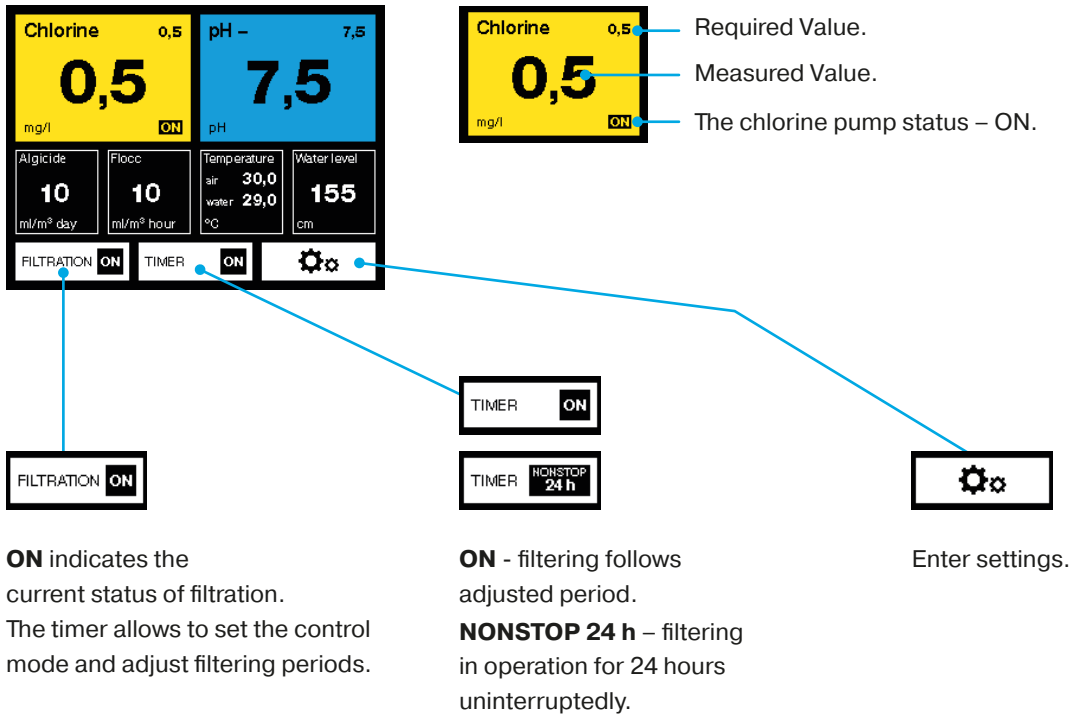 Chlorine 0,5
0,5
mg/l ON
pH – 7,5
7,5
pH
Algicide
10
ml/m³ day
Flocc
10
ml/m³ hour
Temperature
air 30,0
water 29,0
°C
Water level
155
cm
FILTRATION ON
TIMER ON
Chlorine 0,5
0,5
mg/l ON
Required Value.
Measured Value.
The chlorine pump status – ON.
FILTRATION ON
ON indicates the
current status of filtration.
The timer allows to set the control
mode and adjust filtering periods.
TIMER ON
TIMER NONSTOP
24 h
ON - filtering follows
adjusted period.
NONSTOP 24 h – filtering
in operation for 24 hours
uninterruptedly.
Enter settings.